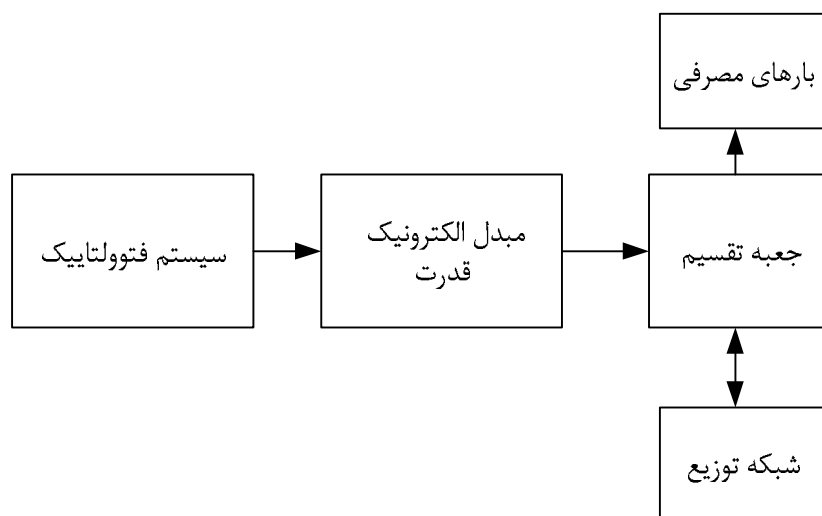 بارهای مصرفی
سیستم فتوولتاییک
مبدل الکترونیک
قدرت
جعبه تقسیم
شبکه توزیع